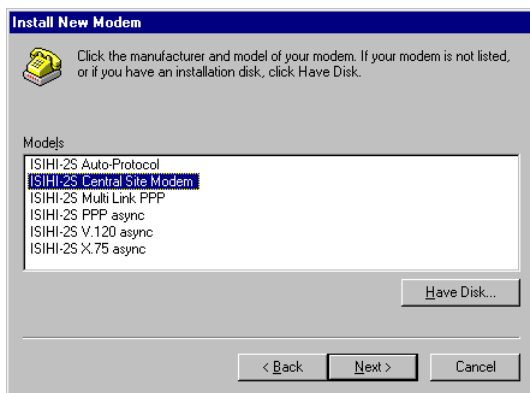 Install New Modem
Click the manufacturer and model of your modem. If your modem is not listed,
or if you have an installation disk, click Have Disk.
Models
ISIHI-2S Auto-Protocol
ISIHI-2S Central Site Modem
ISIHI-2S Multi Link PPP
ISIHI-2S PPP async
ISIHI-2S V.120 async
ISIHI-2S X.75 async
Have Disk...
< Back
Next >
Cancel